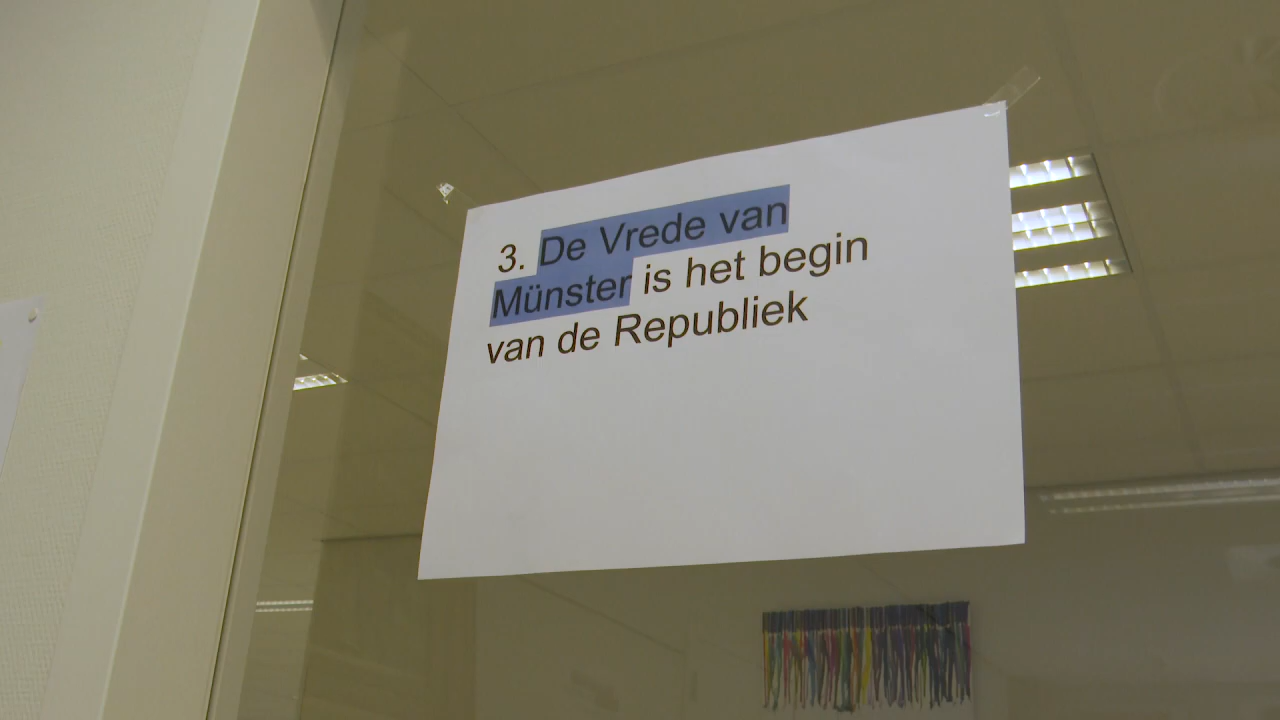 3. De Vrede van
Münster is het begin
van de Republiek